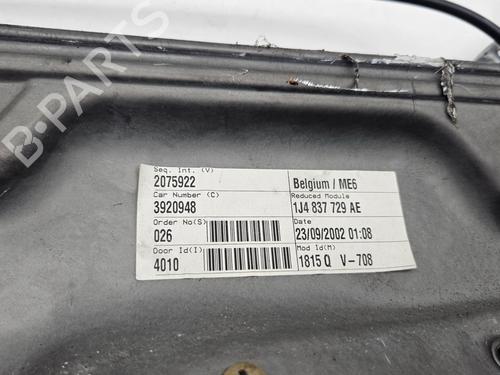 B-PARTS
Seq. Int. (V)
2075922
Belgium / ME6
Car Number (C)
Reduced Module
3920948
1J4 837 729 AE
Order No(S)
Date
026
23/09/2002 01:08
Door Id(I)
Mod Id(M)
4010
1815 Q V-708